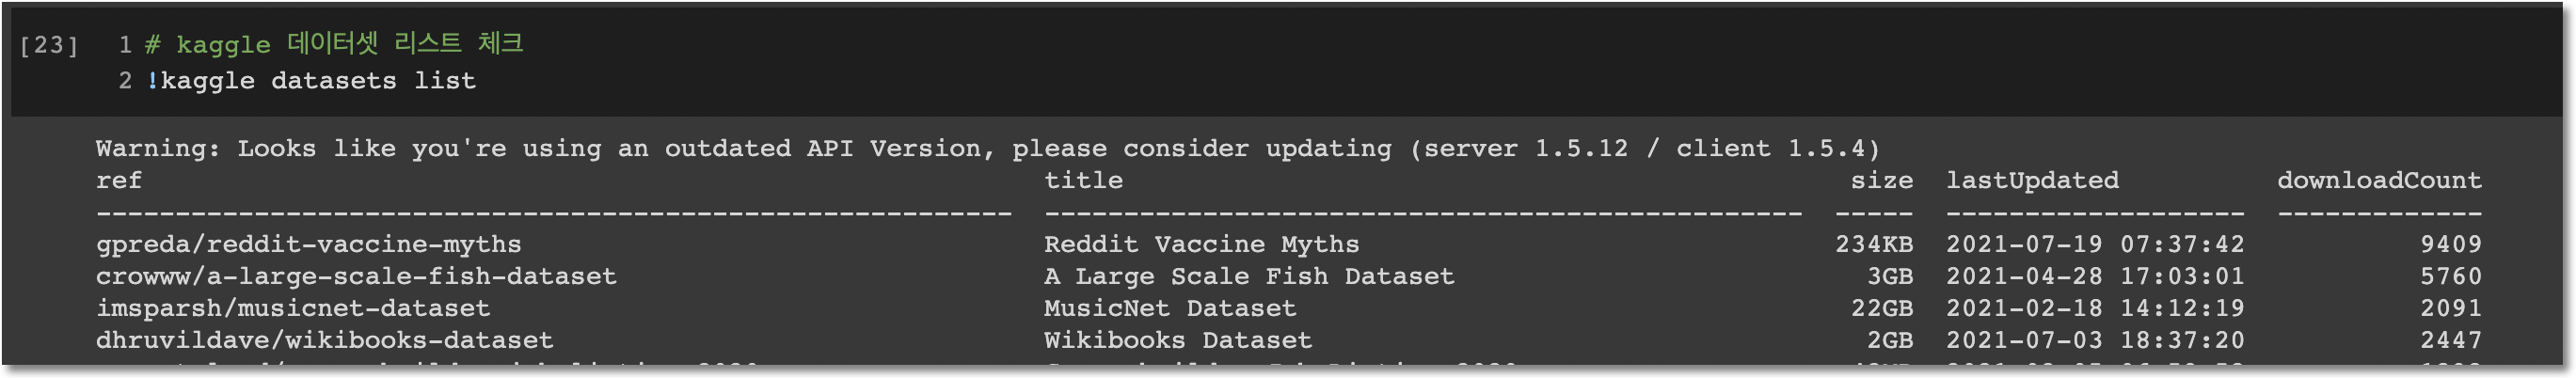 [23] 1 # kaggle 데이터셋 리스트 체크
2 !kaggle datasets list
Warning: Looks like you're using an outdated API Version, please consider updating (server 1.5.12 / client 1.5.4)
ref title size lastUpdated downloadCount
---------------------------------------------------------- ------------------------------------------------ ----- ------------------- -------------
gpreda/reddit-vaccine-myths Reddit Vaccine Myths 234KB 2021-07-19 07:37:42 9409
crowww/a-large-scale-fish-dataset A Large Scale Fish Dataset 3GB 2021-04-28 17:03:01 5760
imsparsh/musicnet-dataset MusicNet Dataset 22GB 2021-02-18 14:12:19 2091
dhruvildave/wikibooks-dataset Wikibooks Dataset 2GB 2021-07-03 18:37:20 2447